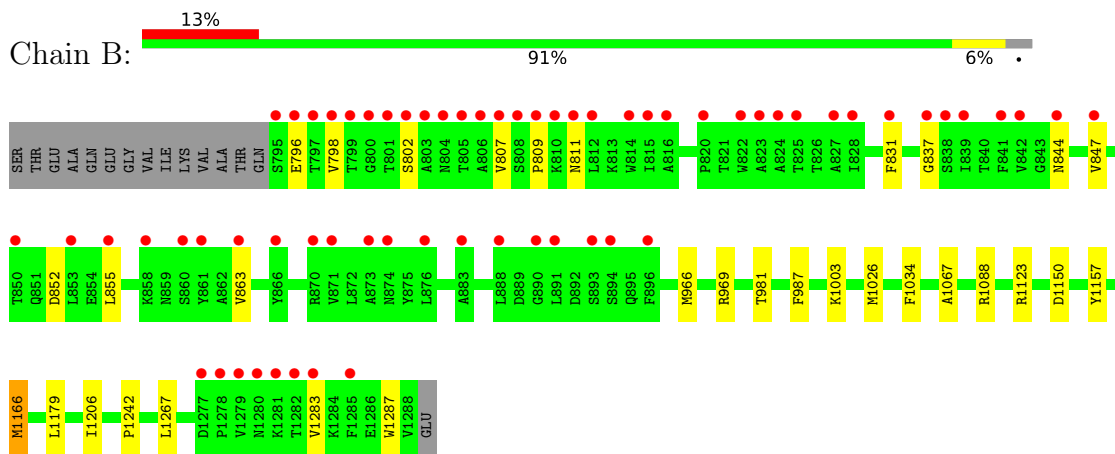 13%
Chain B:
91% 6% •
SER THR GLU ALA GLN GLU GLY VAL ILE LYS VAL ALA THR GLN S795 E796 T797 V798 T799 G800 T801 S802 A803 N804 T805 A806 V807 S808 P809 K810 N811 L812 K813 W814 I815 A816 P820 T821 W822 A823 A824 T825 T826 A827 I828 F831 G837 S838 I839 T840 F841 V842 G843 N844 V847
T850 Q851 D852 L853 E854 L855 K858 N859 S860 Y861 A862 V863 Y866 R870 V871 L872 A873 N874 Y875 L876 A883 L888 D889 G890 L891 D892 S893 S894 Q895 F896 M966 R969 T981 F987 K1003 M1026 F1034 A1067 R1088 R1123 D1150 Y1157
M1166 L1179 I1206 P1242 L1267 D1277 P1278 V1279 N1280 K1281 T1282 V1283 K1284 F1285 E1286 W1287 V1288 GLU